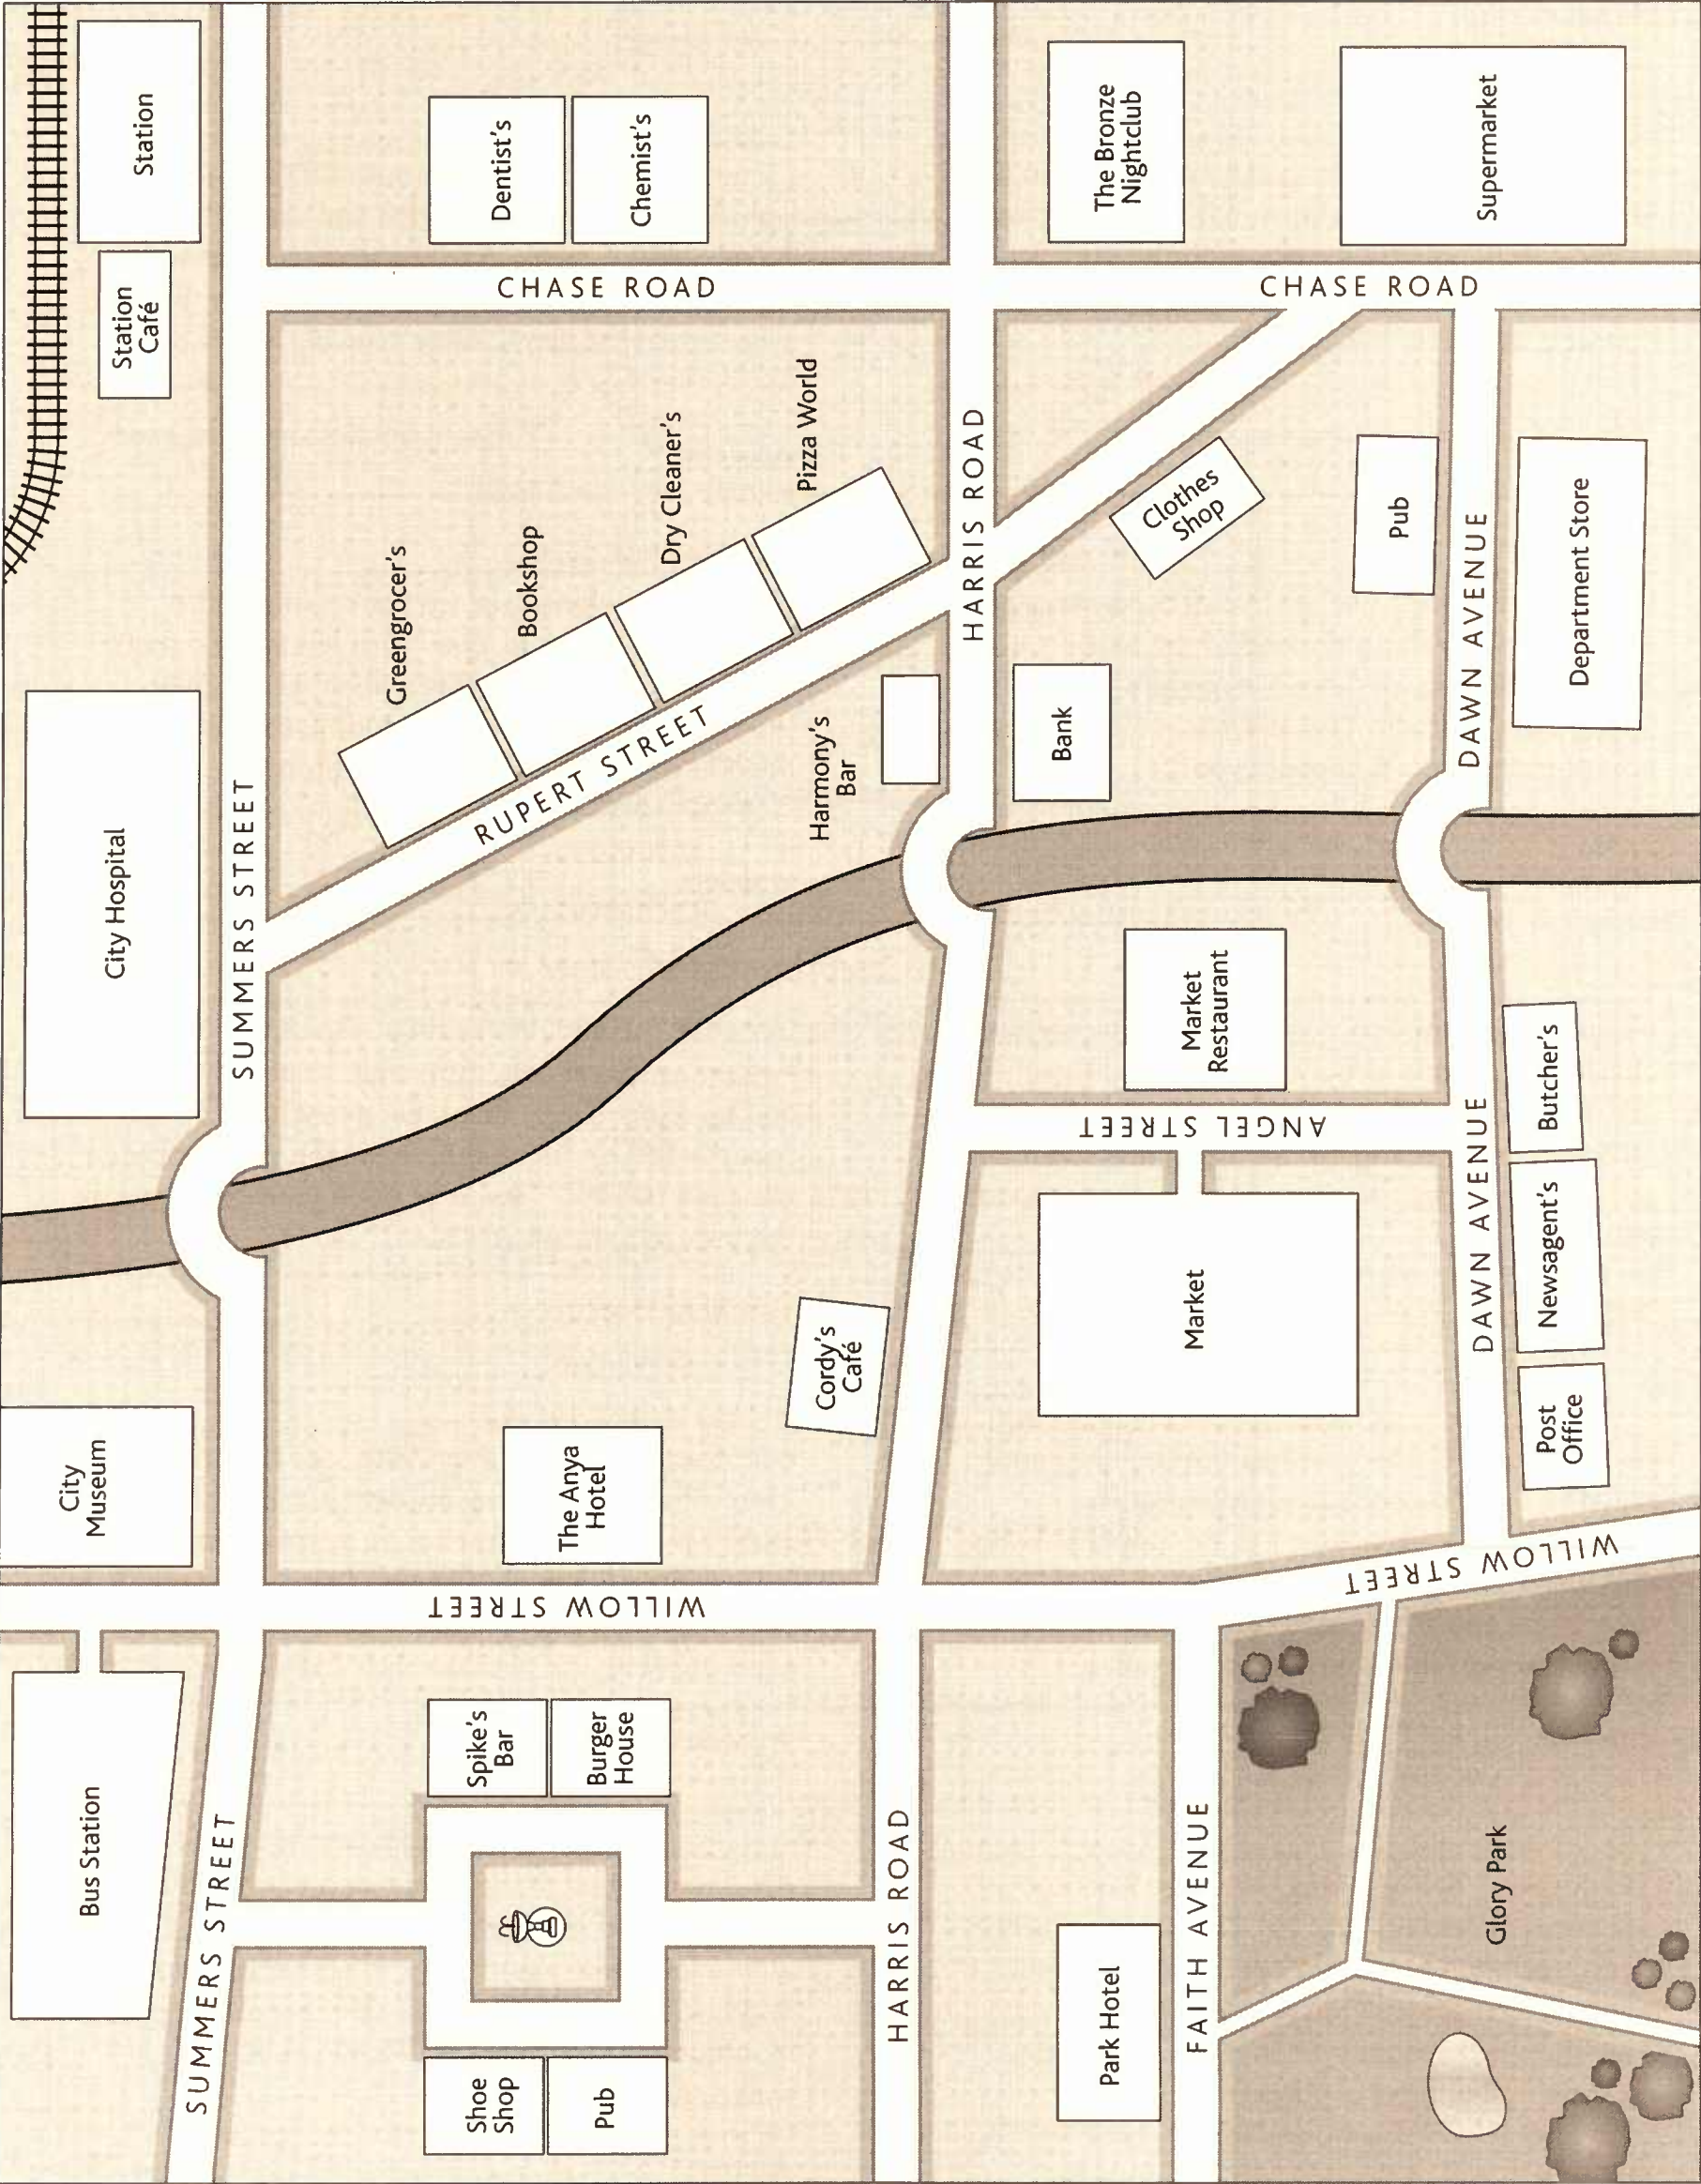 Bus Station
City
Museum
City Hospital
Station
Café
Station
SUMMERS STREET
SUMMERS STREET
Shoe
Shop
Pub
Spike's
Bar
Burger
House
WILLOW STREET
The Anya
Hotel
Cordy's
Café
RUPERT STREET
Greengrocer's
Bookshop
Dry Cleaner's
Pizza World
Harmony's
Bar
CHASE ROAD
Dentist's
Chemist's
HARRIS ROAD
HARRIS ROAD
Park Hotel
FAITH AVENUE
Market
ANGEL STREET
Market
Restaurant
Bank
Clothes
Shop
Pub
The Bronze
Nightclub
CHASE ROAD
Supermarket
Glory Park
WILLOW STREET
DAWN AVENUE
DAWN AVENUE
Post
Office
Newsagent's
Butcher's
Department Store